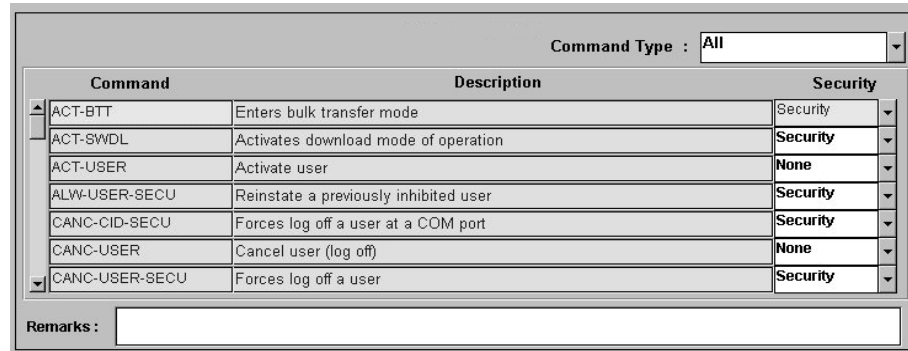 Command Type : All
Command Description Security
ACT-BTT Enters bulk transfer mode Security
ACT-SWDL Activates download mode of operation Security
ACT-USER Activate user None
ALW-USER-SECU Reinstate a previously inhibited user Security
CANC-CID-SECU Forces log off a user at a COM port Security
CANC-USER Cancel user (log off) None
CANC-USER-SECU Forces log off a user Security
Remarks :